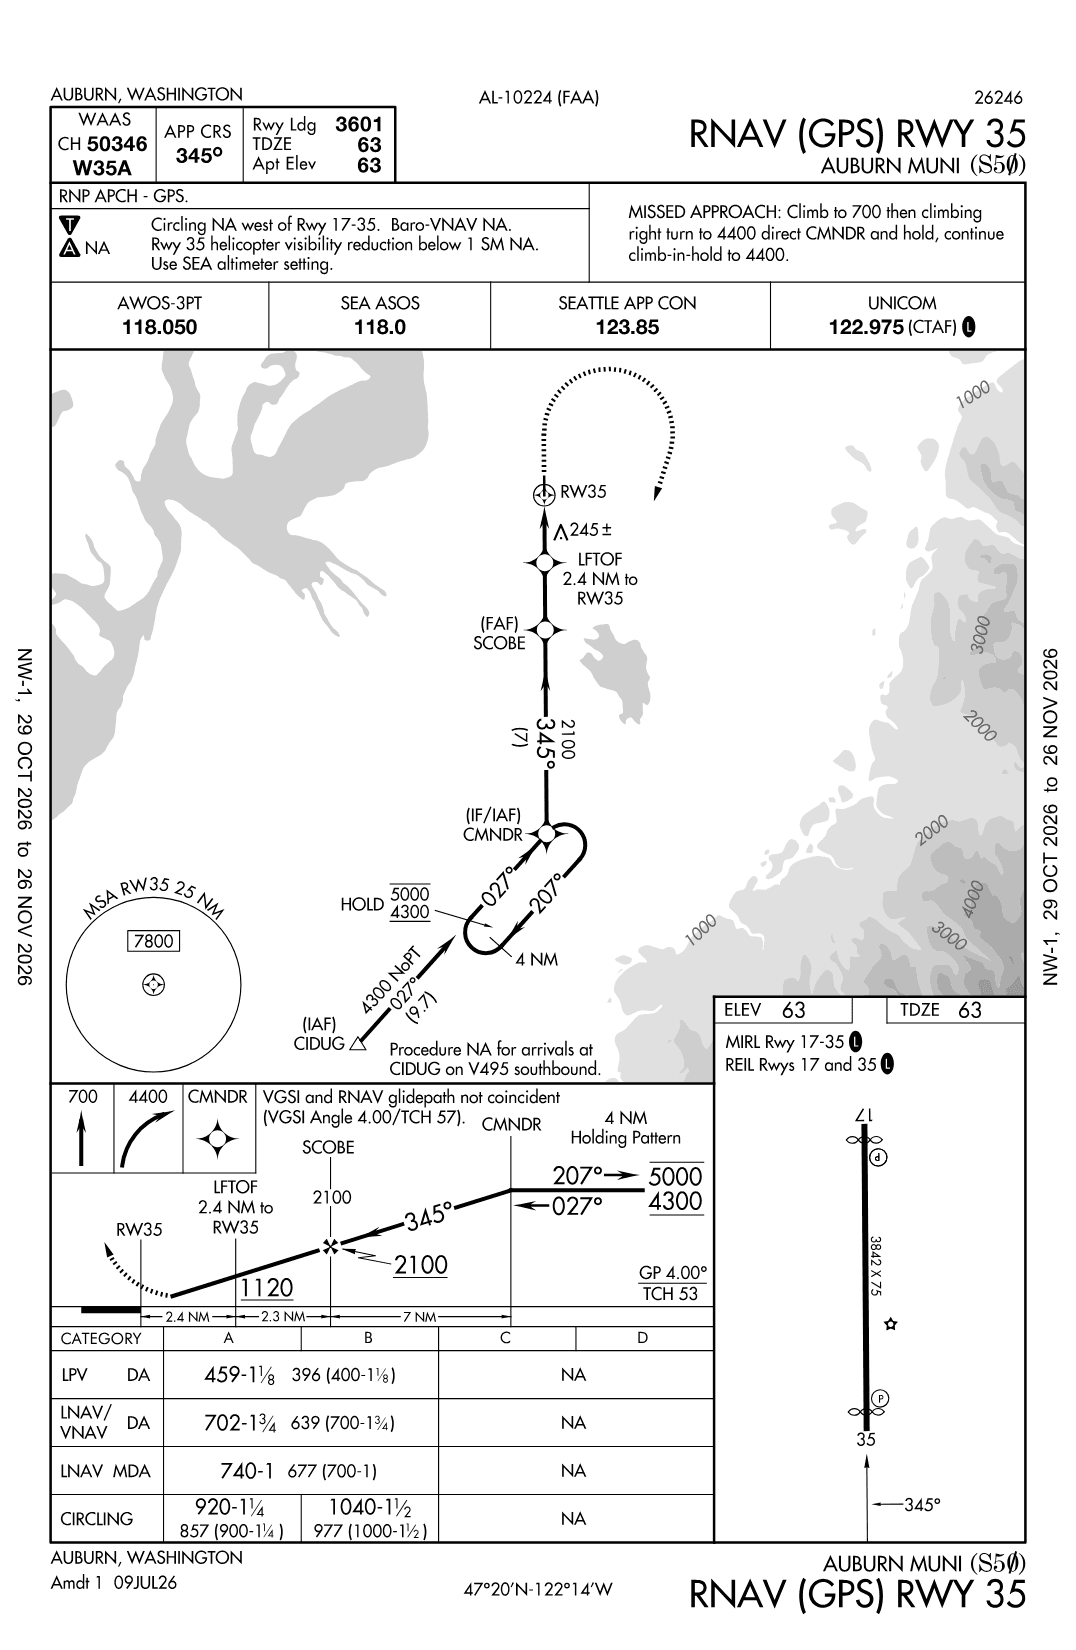 AUBURN, WASHINGTON
AL-10224 (FAA)
26246
WAAS
CH 50346
W35A
APP CRS
345°
Rwy Ldg 3601
TDZE 63
Apt Elev 63
RNAV (GPS) RWY 35
AUBURN MUNI (S5Ø)
RNP APCH - GPS.
T
A NA
Circling NA west of Rwy 17-35. Baro-VNAV NA.
Rwy 35 helicopter visibility reduction below 1 SM NA.
Use SEA altimeter setting.
MISSED APPROACH: Climb to 700 then climbing
right turn to 4400 direct CMNDR and hold, continue
climb-in-hold to 4400.
AWOS-3PT
118.050
SEA ASOS
118.0
SEATTLE APP CON
123.85
UNICOM
122.975 (CTAF) L
1000
RW35
245 ±
LFTOF
2.4 NM to
RW35
(FAF)
SCOBE
3000
2000
2100
345°
(7)
(IF/IAF)
CMNDR
2000
4000
3000
1000
027°
207°
HOLD 5000
4300
4 NM
4300 NoPT
027°
(9.7)
(IAF)
CIDUG
Procedure NA for arrivals at
CIDUG on V495 southbound.
MSA RW35 25 NM
7800
NW-1, 29 OCT 2026 to 26 NOV 2026
NW-1, 29 OCT 2026 to 26 NOV 2026
ELEV 63
TDZE 63
MIRL Rwy 17-35 L
REIL Rwys 17 and 35 L
17
P
3842 X 75
P
35
345°
700
4400
CMNDR
VGSI and RNAV glidepath not coincident
(VGSI Angle 4.00/TCH 57).
CMNDR
4 NM
Holding Pattern
SCOBE
2100
LFTOF
2.4 NM to
RW35
RW35
207°
5000
4300
027°
345°
2100
1120
GP 4.00°
TCH 53
2.4 NM
2.3 NM
7 NM
CATEGORY A B C D
LPV DA 459-1⅛ 396 (400-1⅛) NA
LNAV/
VNAV DA 702-1¾ 639 (700-1¾) NA
LNAV MDA 740-1 677 (700-1) NA
CIRCLING 920-1¼ 1040-1½ NA
857 (900-1¼) 977 (1000-1½)
AUBURN, WASHINGTON
Amdt 1 09JUL26
47°20'N-122°14'W
AUBURN MUNI (S5Ø)
RNAV (GPS) RWY 35